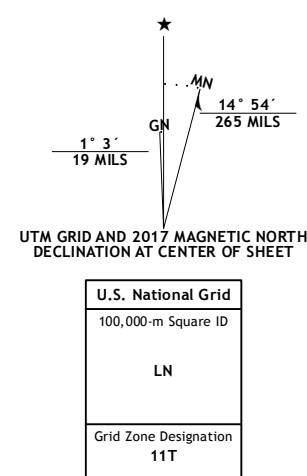 MN
GN
14° 54´
265 MILS
1° 3´
19 MILS
UTM GRID AND 2017 MAGNETIC NORTH
DECLINATION AT CENTER OF SHEET
U.S. National Grid
100,000-m Square ID
LN
Grid Zone Designation
11T